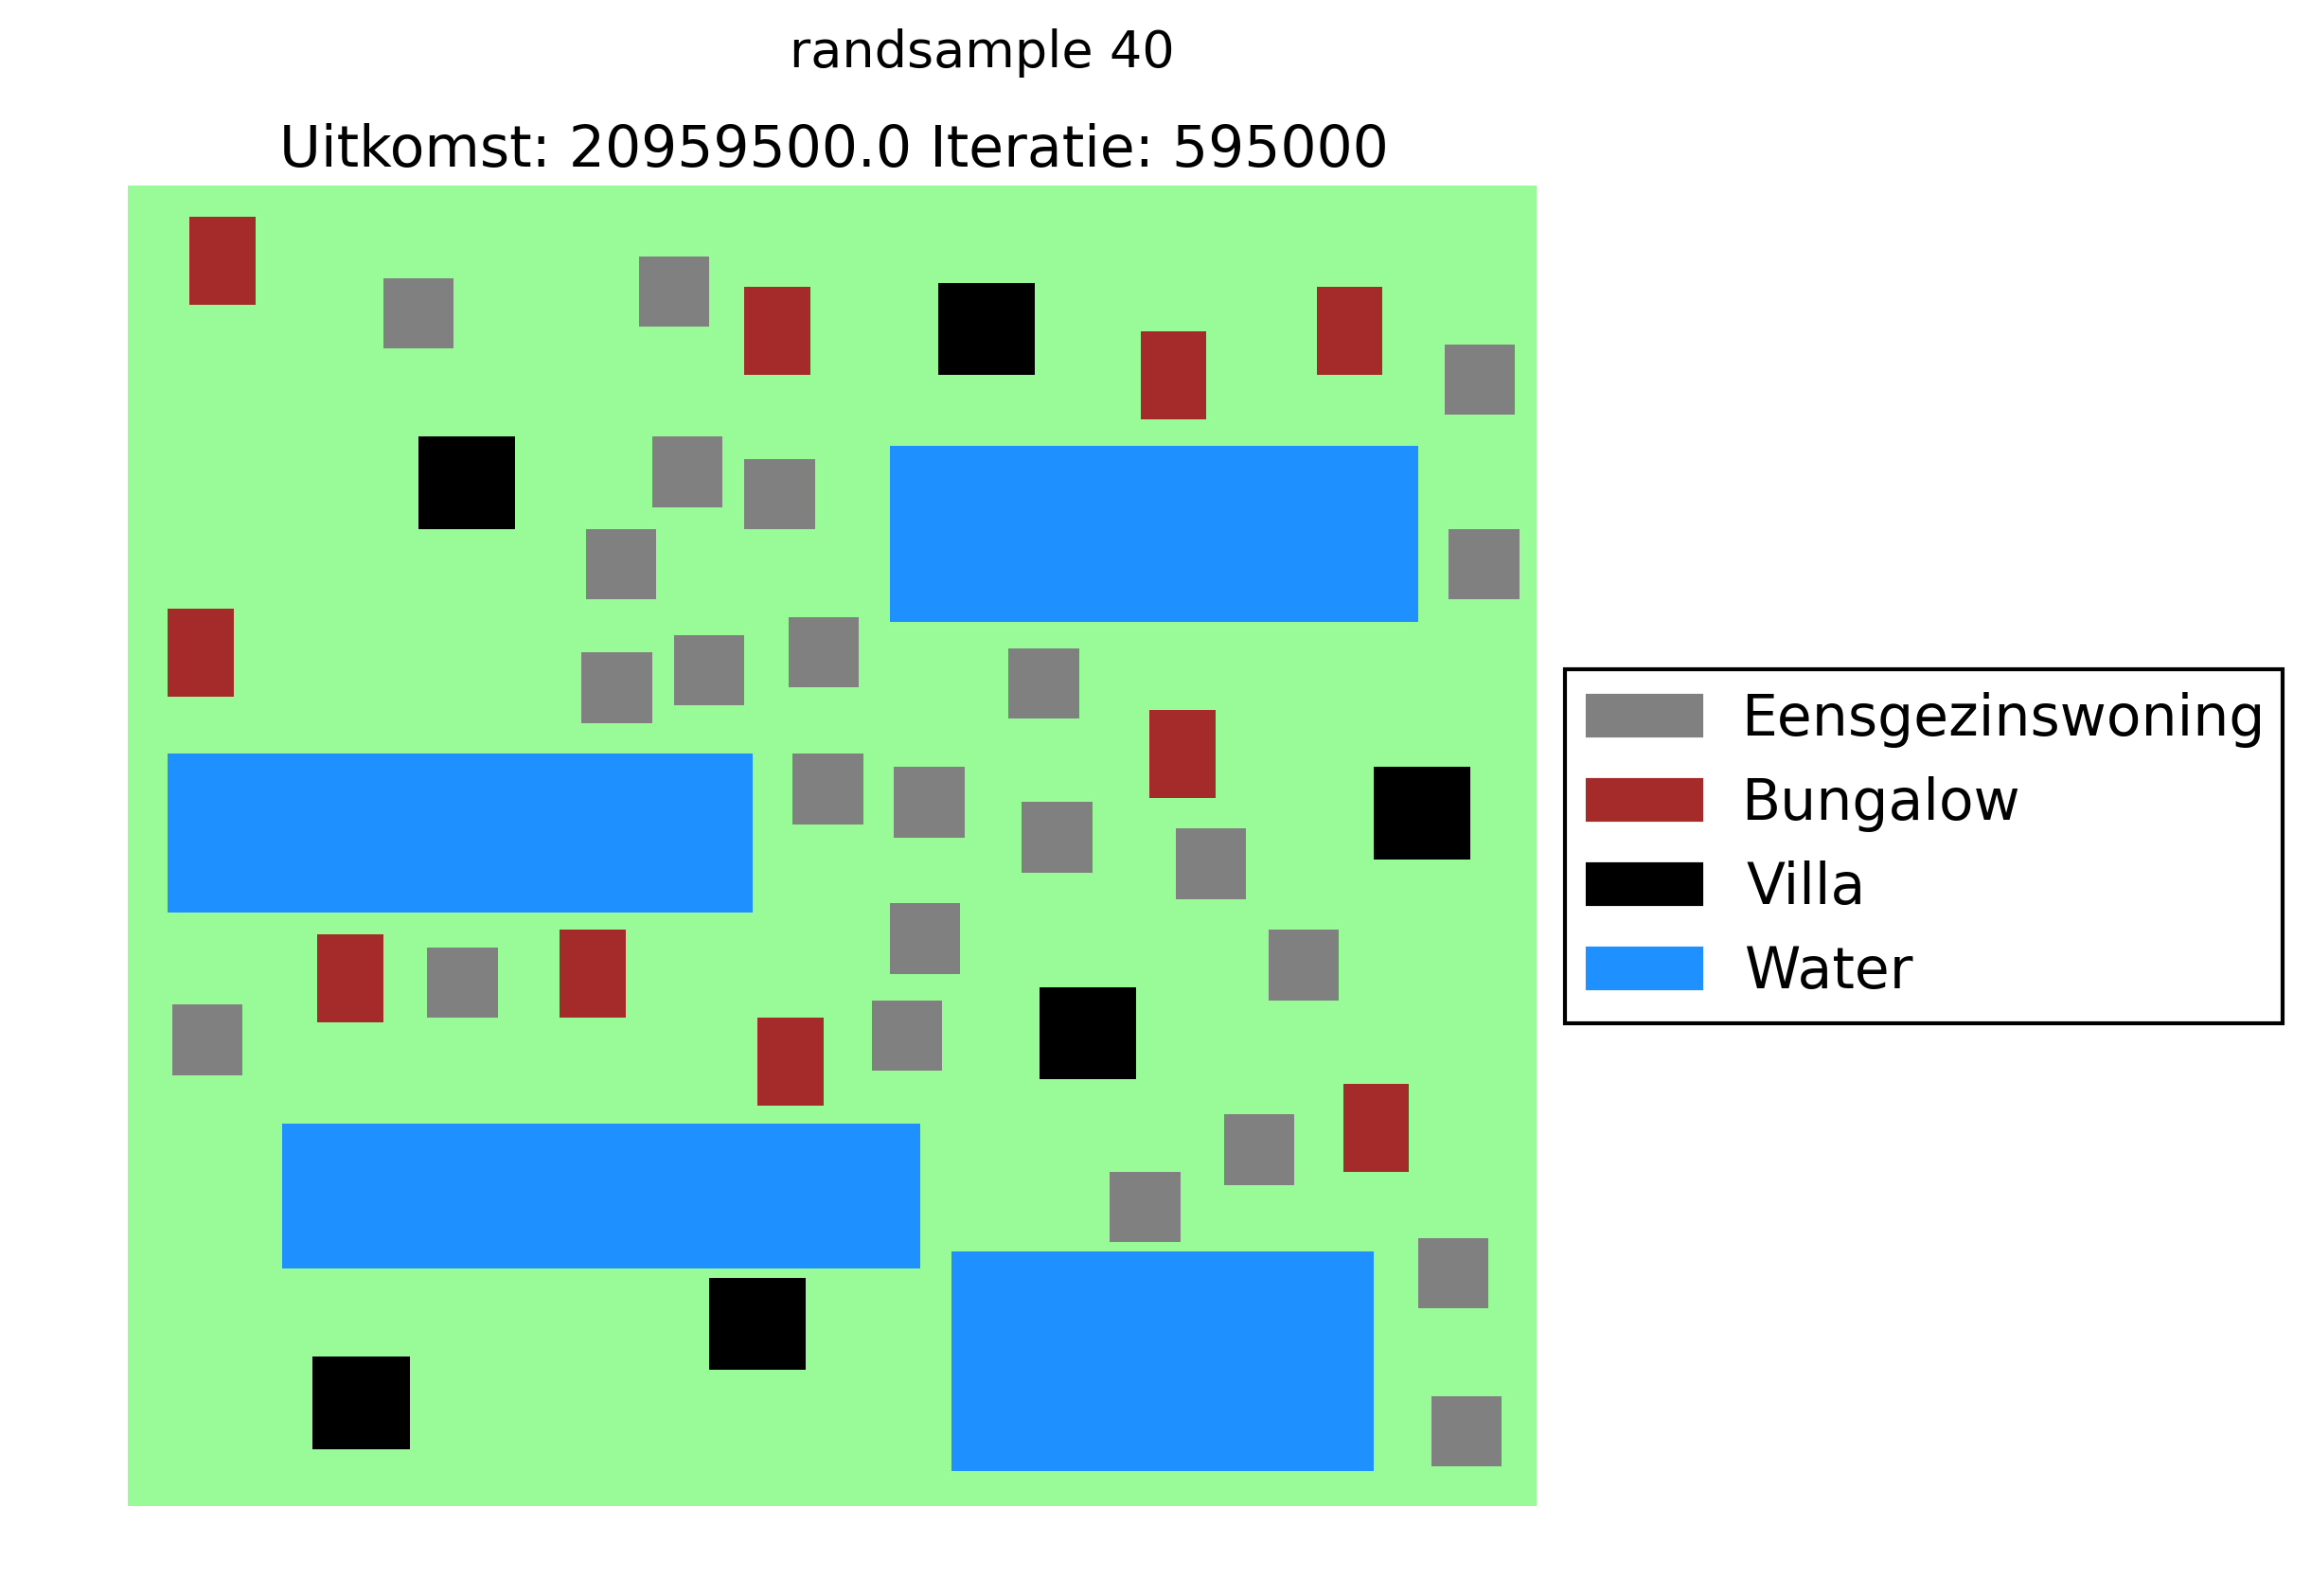 randsample 40
Uitkomst: 20959500.0 Iteratie: 595000
Eensgezinswoning
Bungalow
Villa
Water